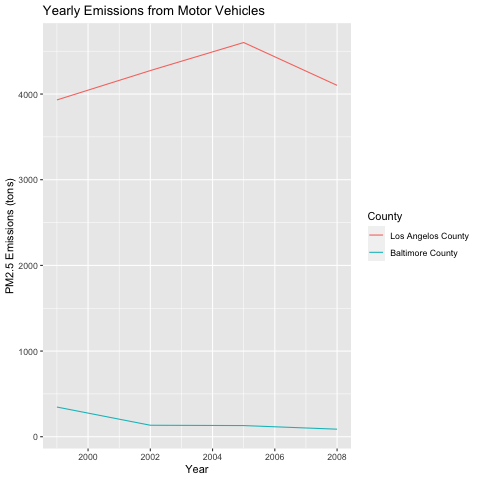 Yearly Emissions from Motor Vehicles
PM2.5 Emissions (tons)
4000
3000
2000
1000
0
2000 2002 2004 2006 2008
Year
County
Los Angelos County
Baltimore County